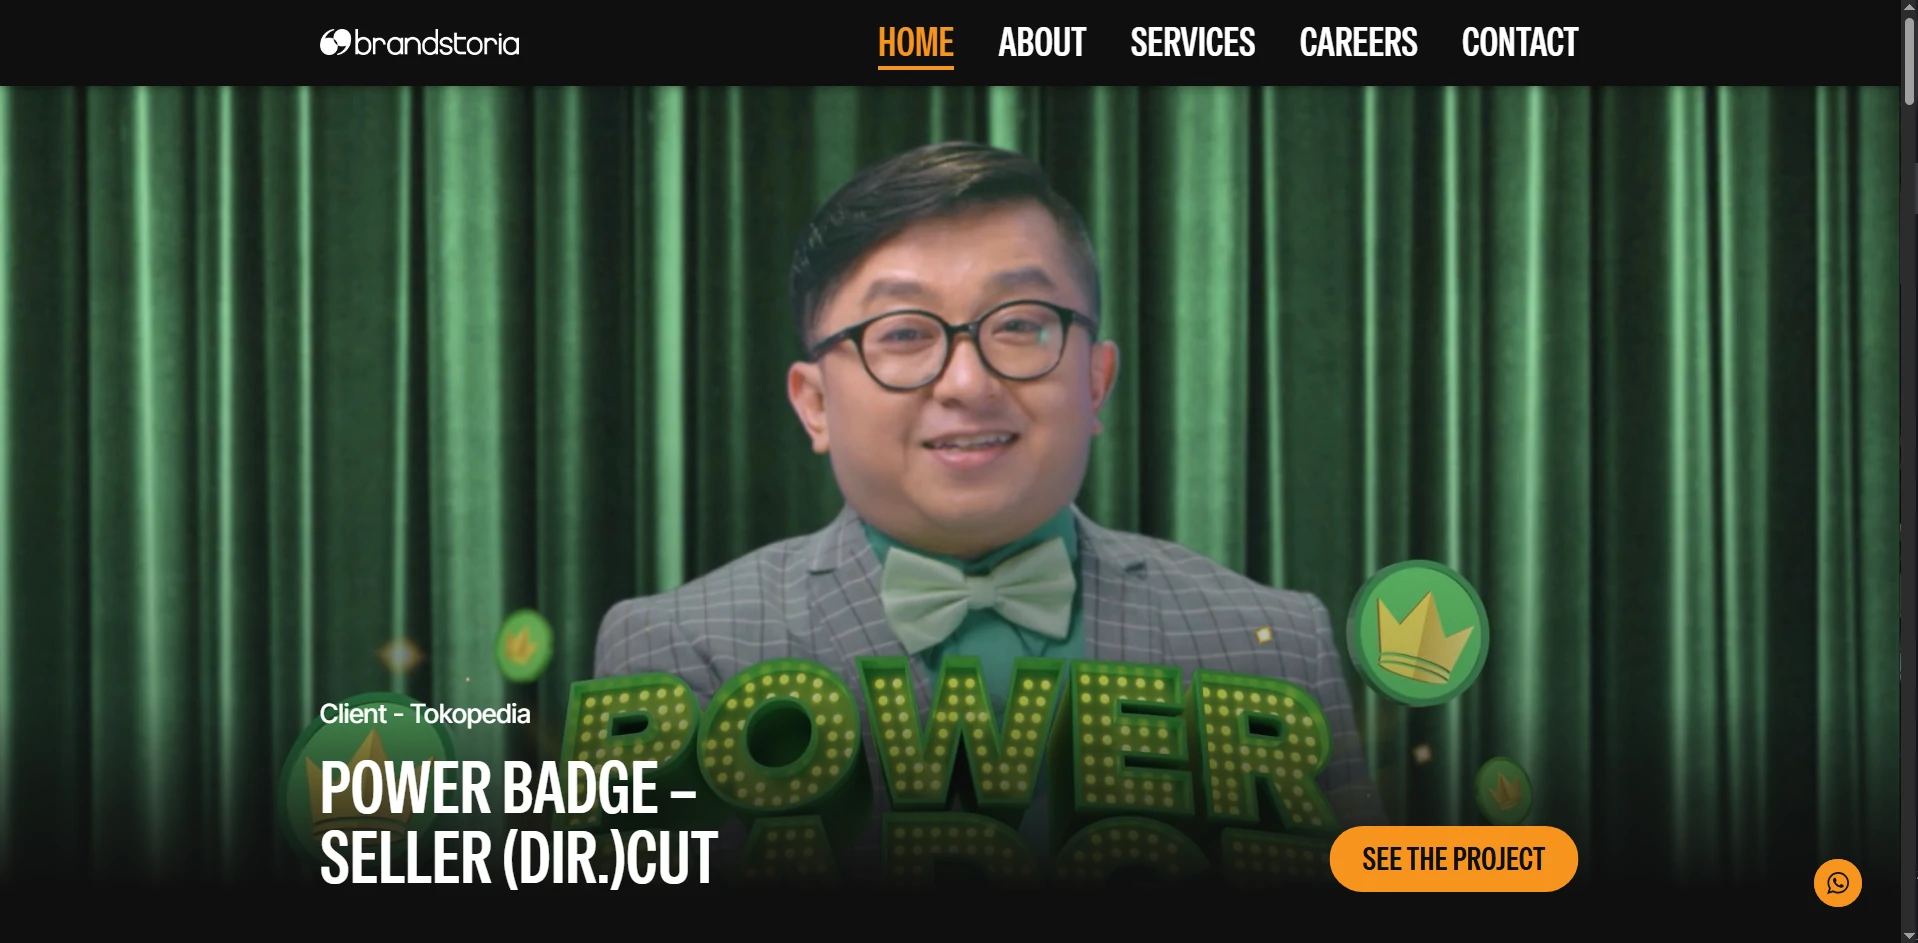 brandstoria
HOME
ABOUT
SERVICES
CAREERS
CONTACT
Client - Tokopedia
POWER
POWER BADGE –
SELLER (DIR.)CUT
SEE THE PROJECT